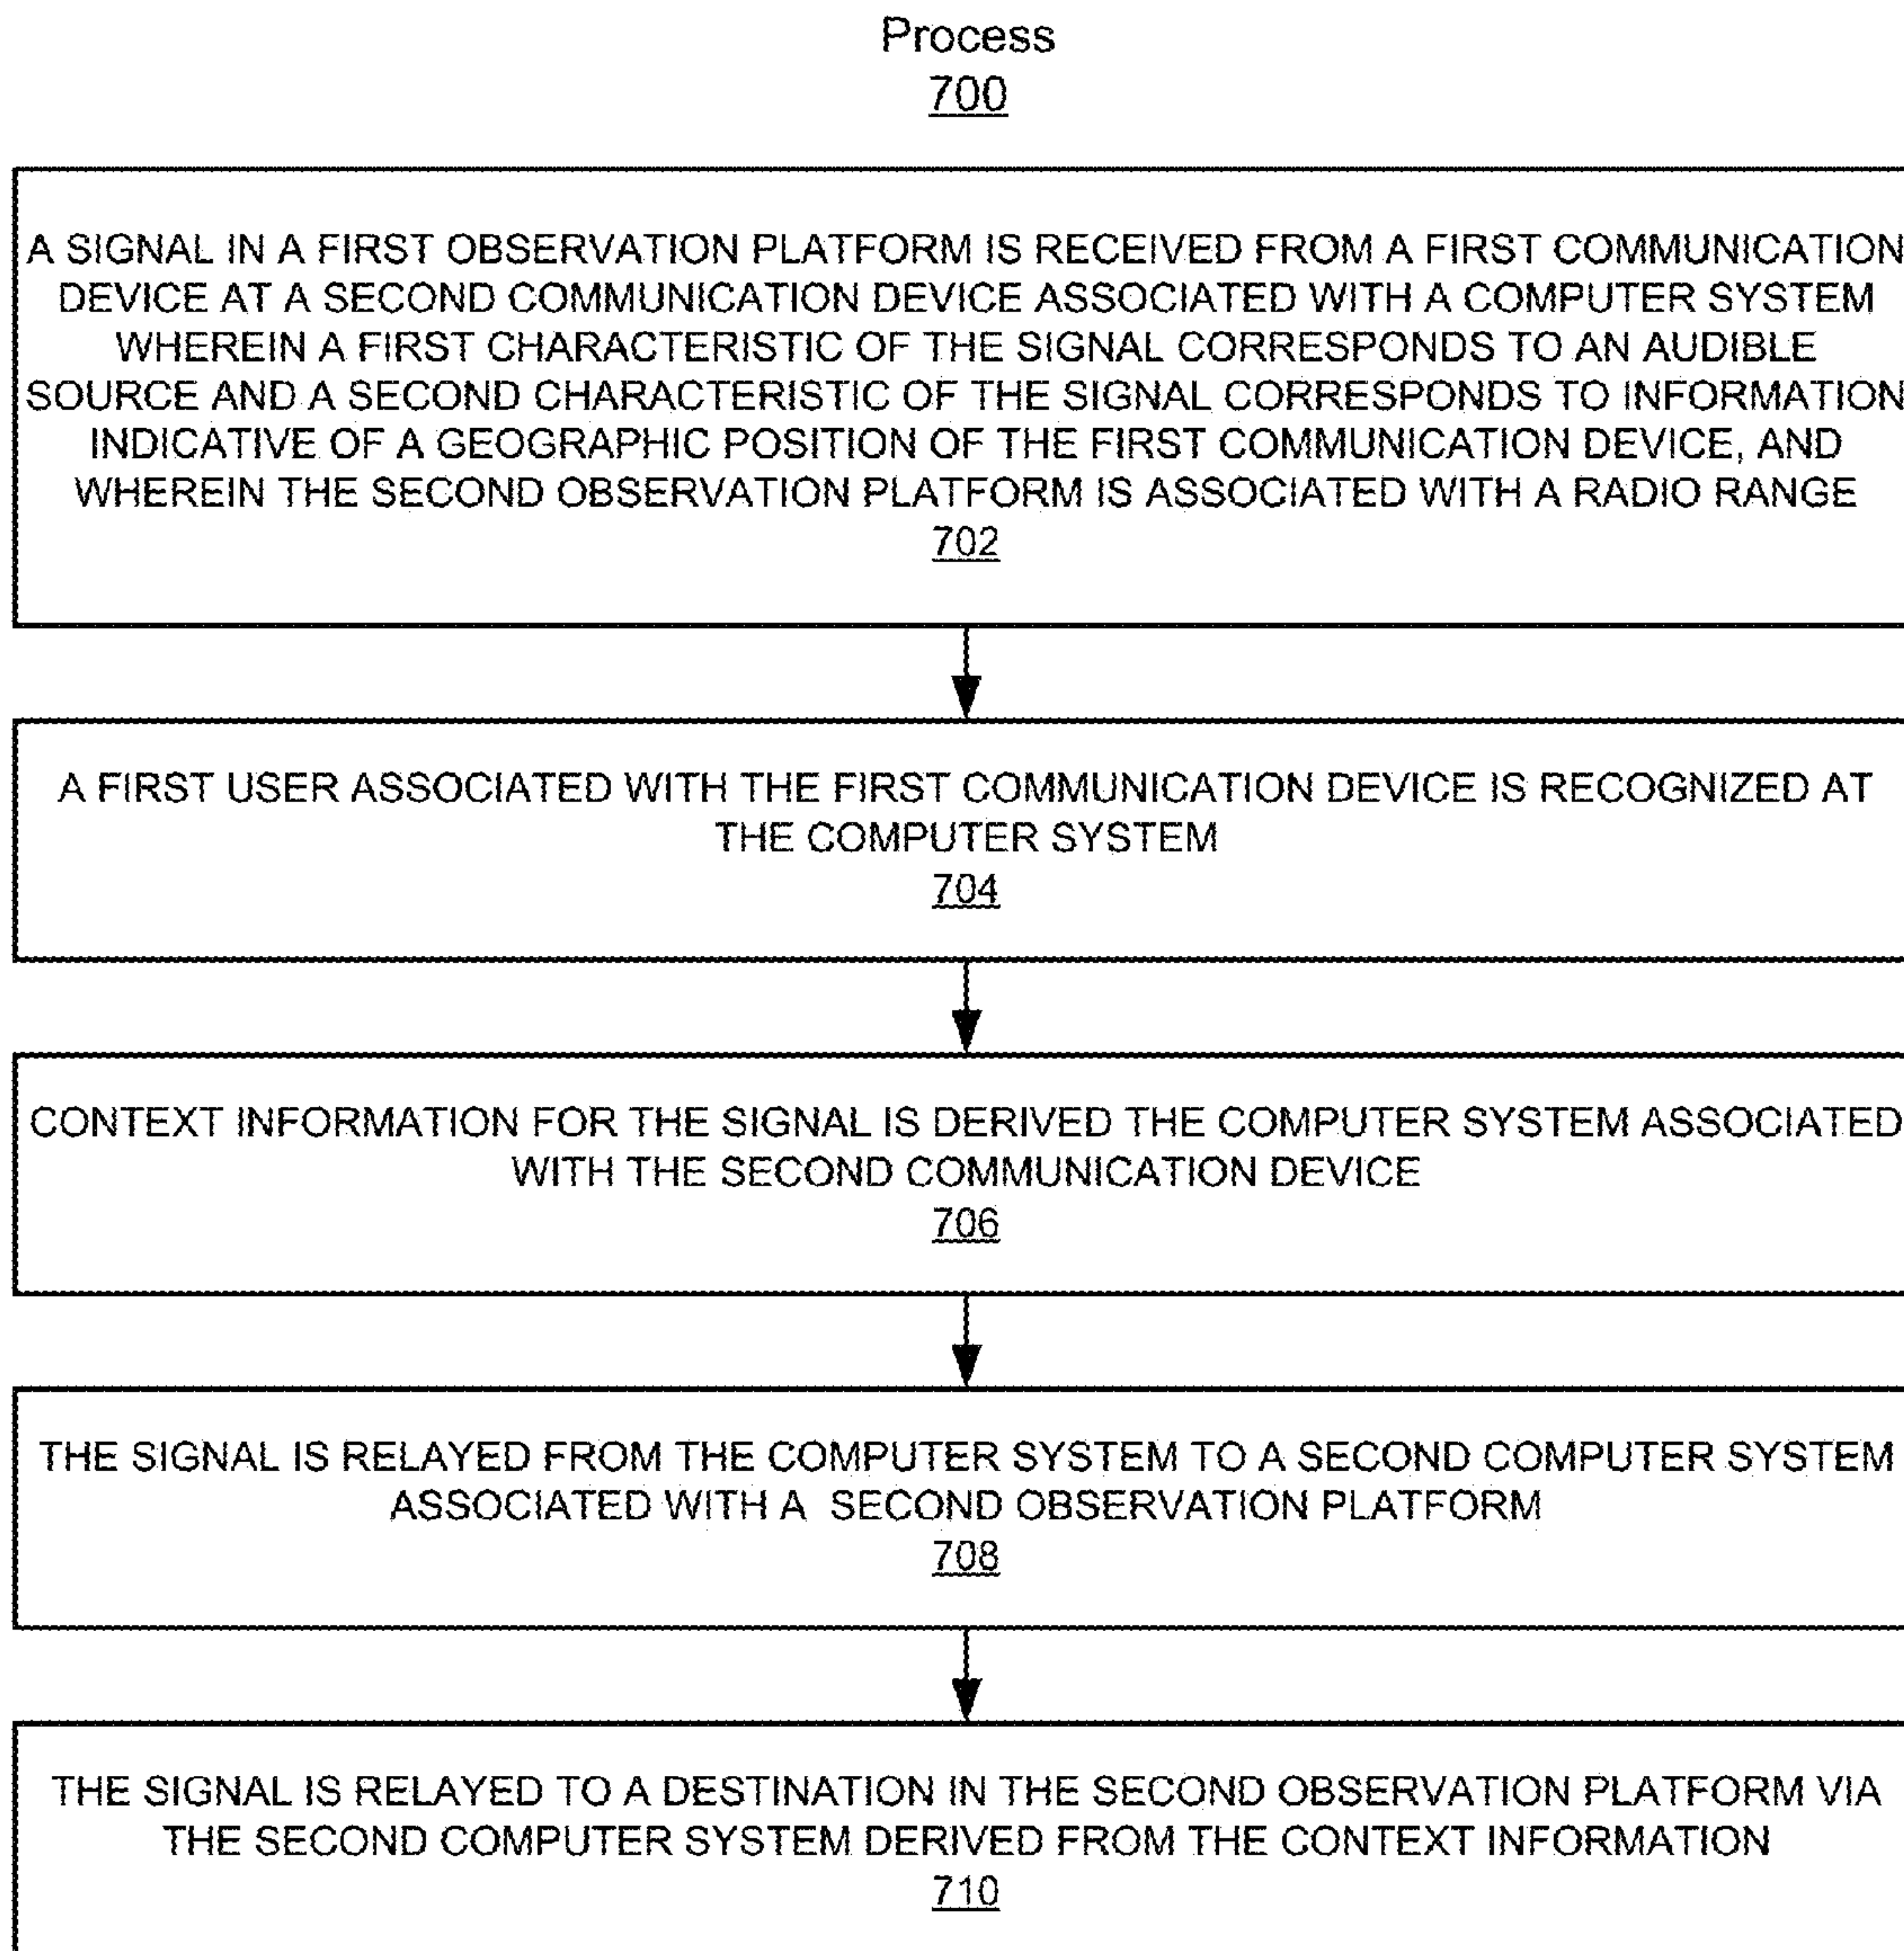 Process
700
A SIGNAL IN A FIRST OBSERVATION PLATFORM IS RECEIVED FROM A FIRST COMMUNICATION
DEVICE AT A SECOND COMMUNICATION DEVICE ASSOCIATED WITH A COMPUTER SYSTEM
WHEREIN A FIRST CHARACTERISTIC OF THE SIGNAL CORRESPONDS TO AN AUDIBLE
SOURCE AND A SECOND CHARACTERISTIC OF THE SIGNAL CORRESPONDS TO INFORMATION
INDICATIVE OF A GEOGRAPHIC POSITION OF THE FIRST COMMUNICATION DEVICE, AND
WHEREIN THE SECOND OBSERVATION PLATFORM IS ASSOCIATED WITH A RADIO RANGE
702
A FIRST USER ASSOCIATED WITH THE FIRST COMMUNICATION DEVICE IS RECOGNIZED AT
THE COMPUTER SYSTEM
704
CONTEXT INFORMATION FOR THE SIGNAL IS DERIVED THE COMPUTER SYSTEM ASSOCIATED
WITH THE SECOND COMMUNICATION DEVICE
706
THE SIGNAL IS RELAYED FROM THE COMPUTER SYSTEM TO A SECOND COMPUTER SYSTEM
ASSOCIATED WITH A SECOND OBSERVATION PLATFORM
708
THE SIGNAL IS RELAYED TO A DESTINATION IN THE SECOND OBSERVATION PLATFORM VIA
THE SECOND COMPUTER SYSTEM DERIVED FROM THE CONTEXT INFORMATION
710